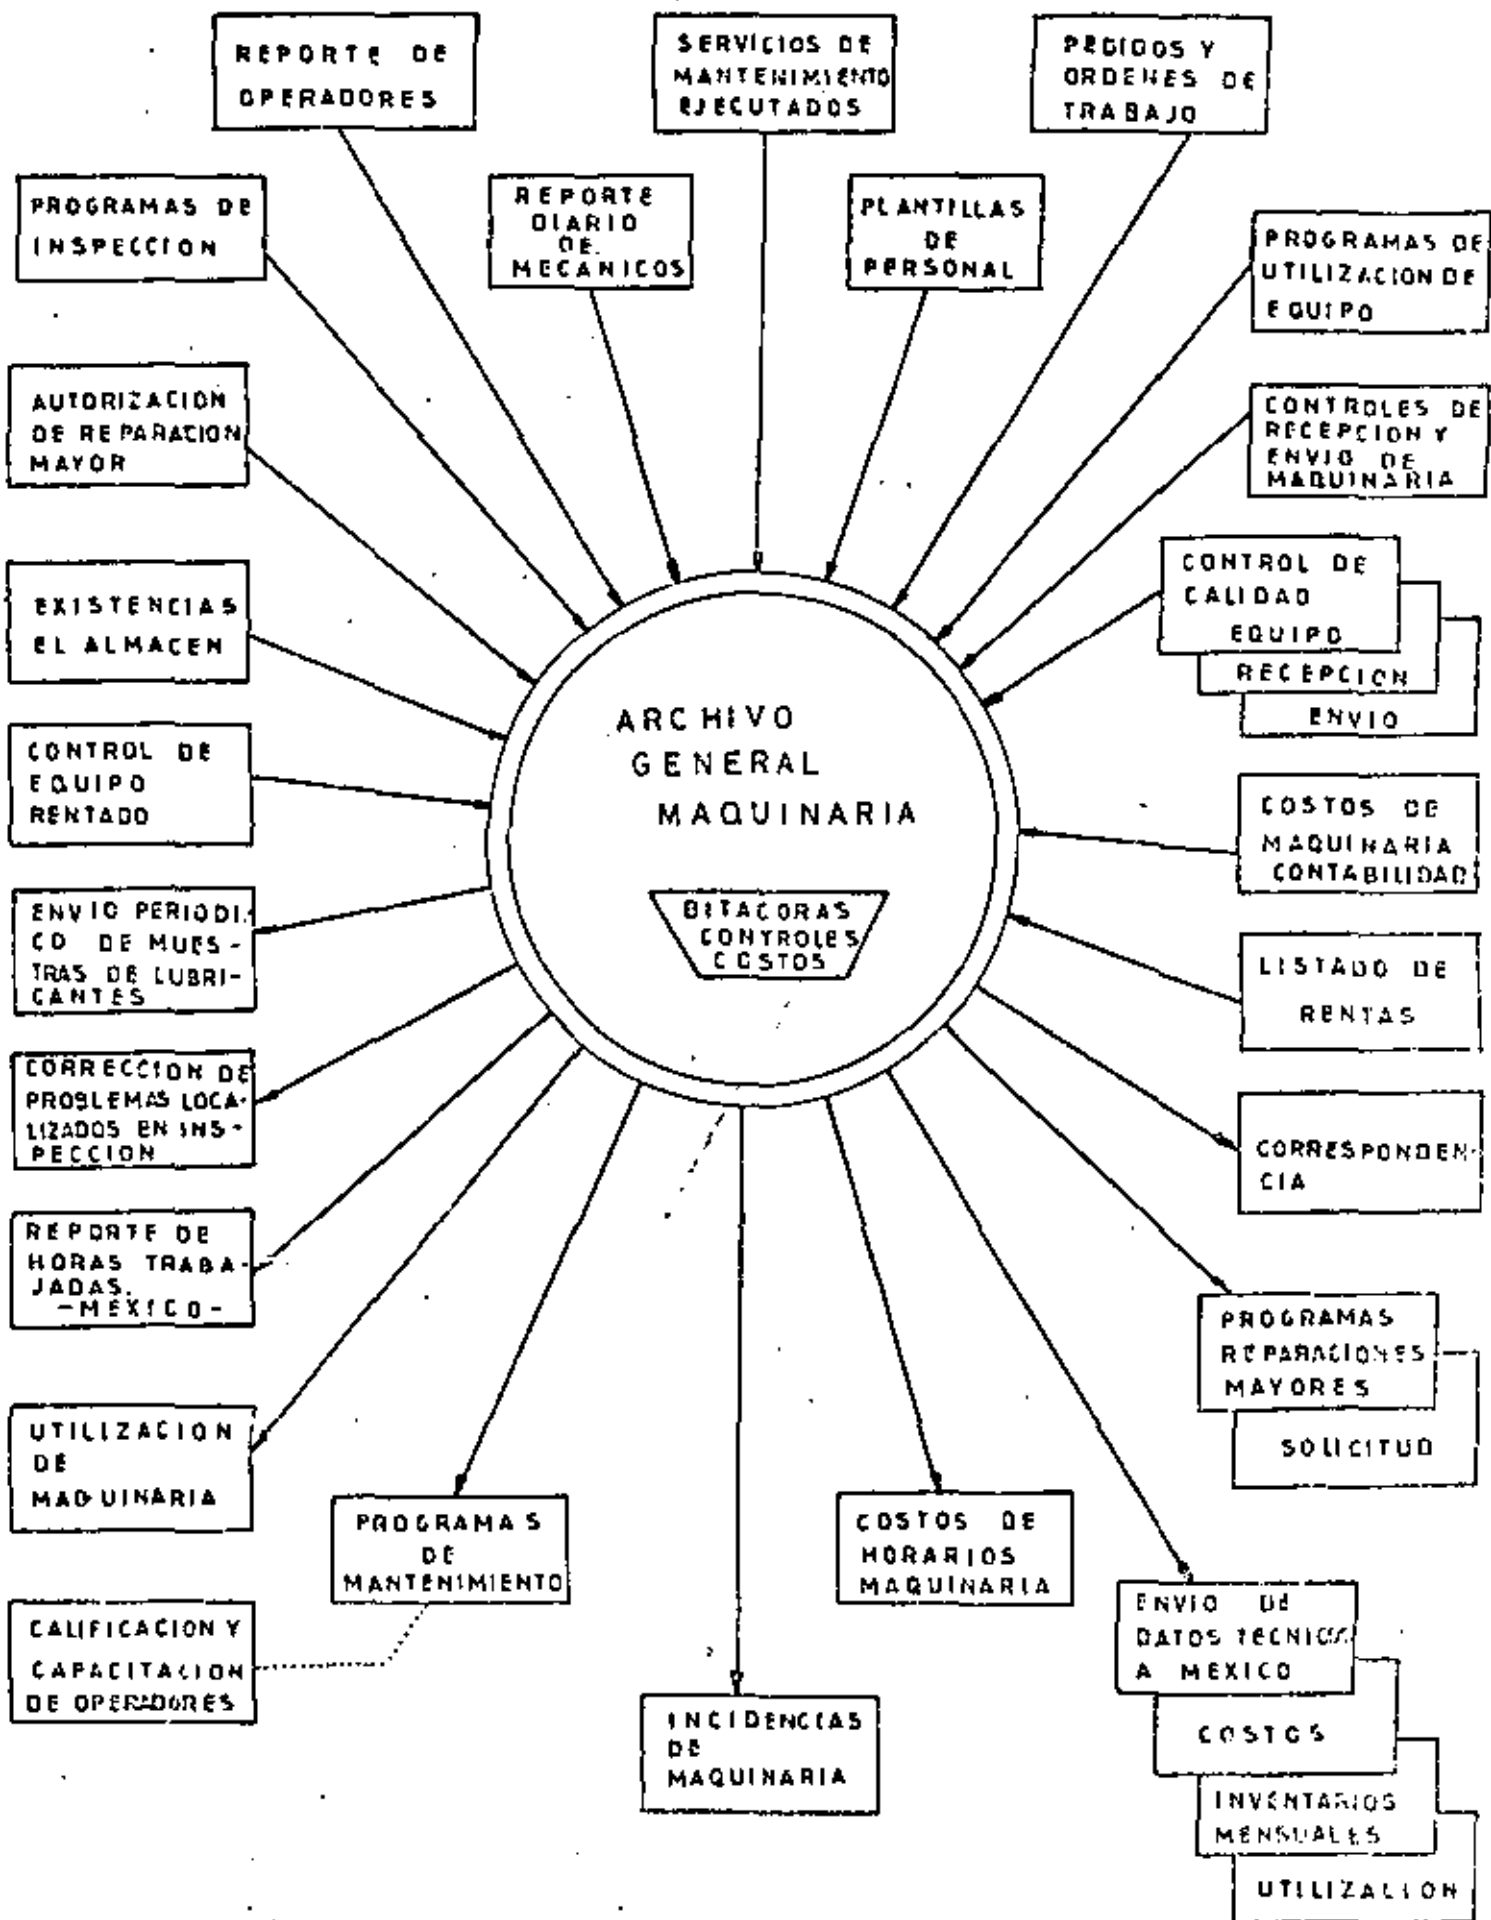 REPORTE DE
OPERADORES
SERVICIOS DE
MANTENIMIENTO
EJECUTADOS
PEDIDOS Y
ORDENES DE
TRABAJO
PROGRAMAS DE
INSPECCION
REPORTE
DIARIO
DE
MECANICOS
PLANTILLAS
DE
PERSONAL
PROGRAMAS DE
UTILIZACION DE
EQUIPO
AUTORIZACION
DE REPARACION
MAYOR
CONTROLES DE
RECEPCION Y
ENVIO DE
MAQUINARIA
EXISTENCIAS
EL ALMACEN
CONTROL DE
CALIDAD
EQUIPO
RECEPCION
ENVIO
ARCHIVO
GENERAL
MAQUINARIA
BITACORAS
CONTROLES
COSTOS
CONTROL DE
EQUIPO
RENTADO
COSTOS DE
MAQUINARIA
CONTABILIDAD
ENVIO PERIODI-
CO DE MUES-
TRAS DE LUBRI-
CANTES
LISTADO DE
RENTAS
CORRECCION DE
PROBLEMAS LOCA-
LIZADOS EN INS-
PECCION
CORRESPONDEN-
CIA
REPORTE DE
HORAS TRABA-
JADAS.
-MEXICO-
PROGRAMAS
REPARACIONES
MAYORES
SOLICITUD
UTILIZACION
DE
MAQUINARIA
PROGRAMAS
DE
MANTENIMIENTO
COSTOS DE
HORARIOS
MAQUINARIA
CALIFICACION Y
CAPACITACION
DE OPERADORES
INCIDENCIAS
DE
MAQUINARIA
ENVIO DE
DATOS TECNICOS
A MEXICO
COSTOS
INVENTARIOS
MENSUALES
UTILIZACION